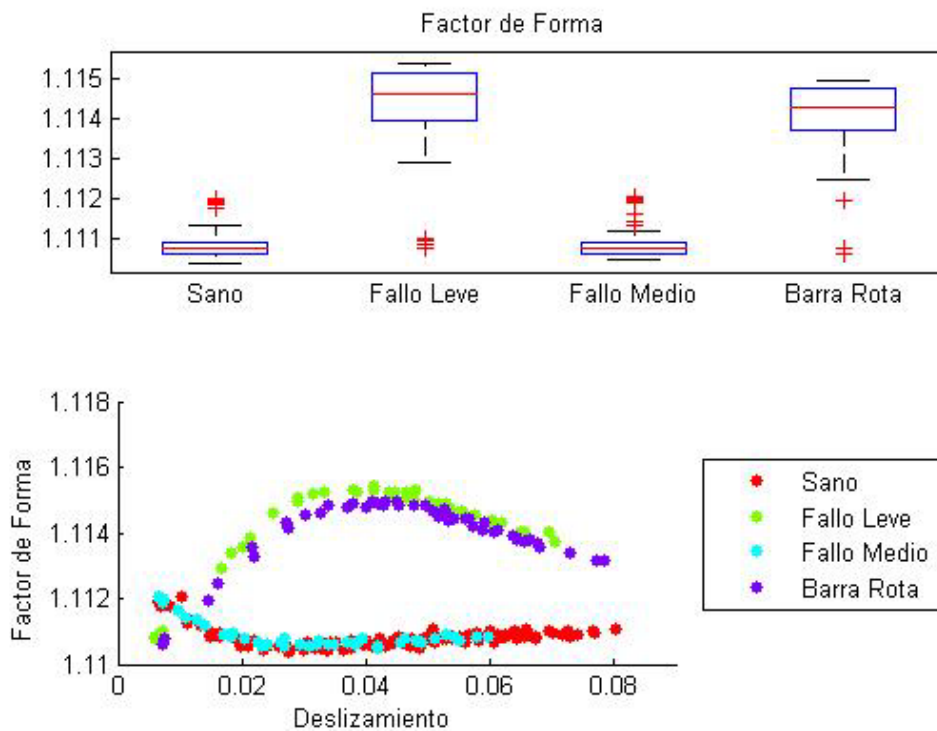 Factor de Forma
1.115
1.114
1.113
1.112
1.111
Sano Fallo Leve Fallo Medio Barra Rota
1.118
1.116
1.114
1.112
1.11
Factor de Forma
0 0.02 0.04 0.06 0.08
Deslizamiento
Sano
Fallo Leve
Fallo Medio
Barra Rota